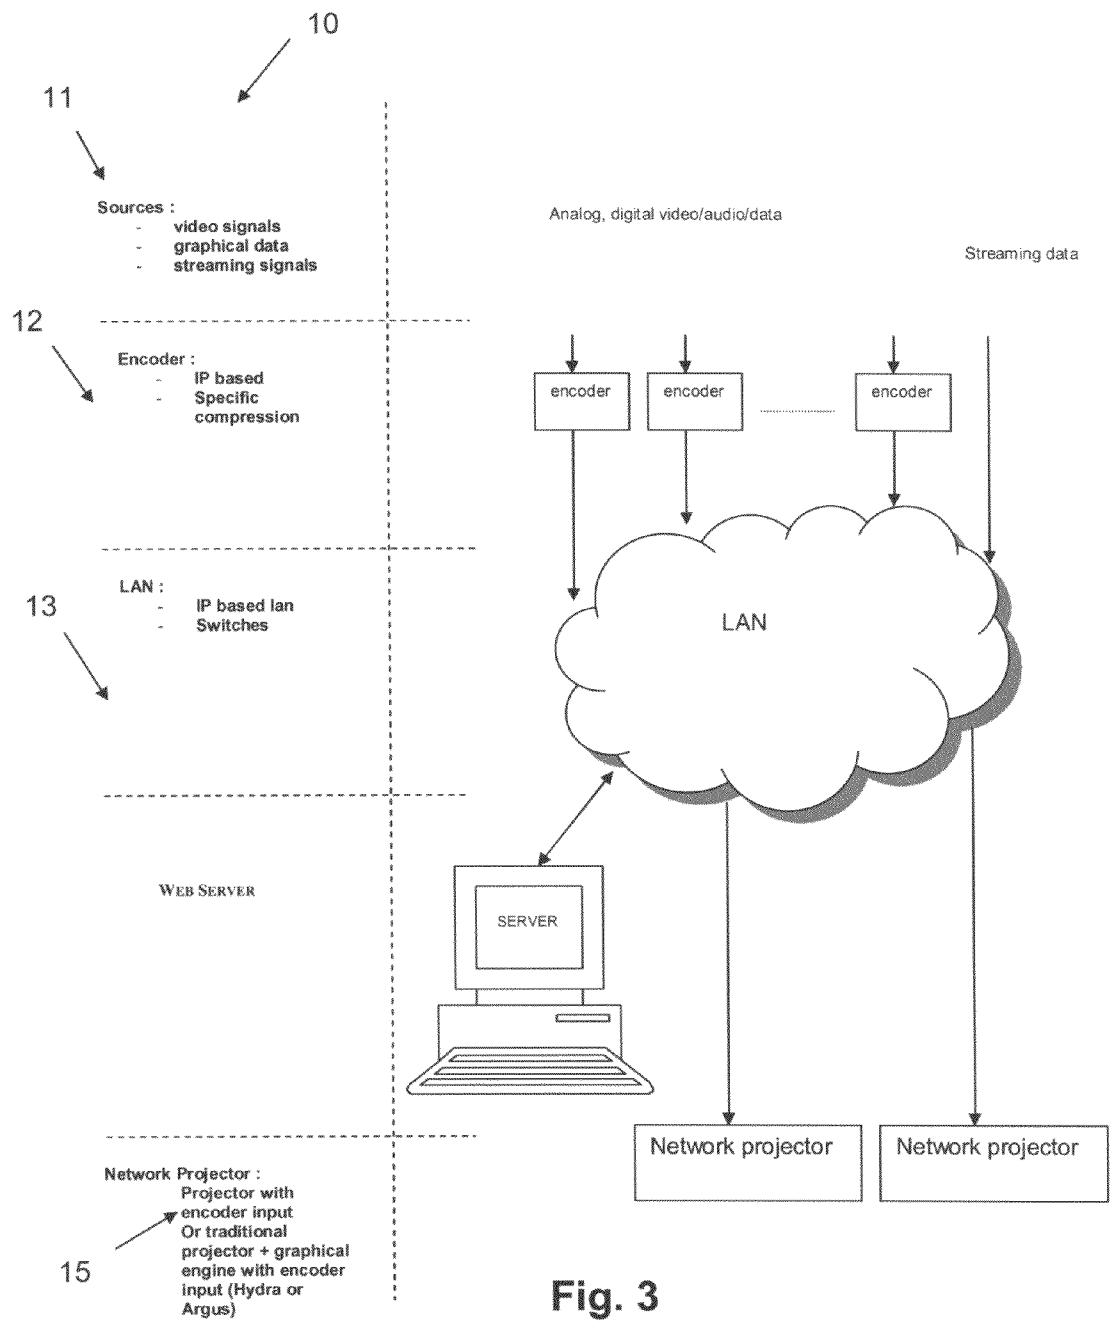 10
11
Sources :
- video signals
- graphical data
- streaming signals
Analog, digital video/audio/data
Streaming data
12
Encoder :
- IP based
- Specific
compression
encoder
encoder
encoder
LAN :
- IP based lan
- Switches
13
LAN
WEB SERVER
SERVER
Network projector
Network projector
Network Projector :
Projector with
encoder input
Or traditional
projector + graphical
engine with encoder
input (Hydra or
Argus)
15
Fig. 3